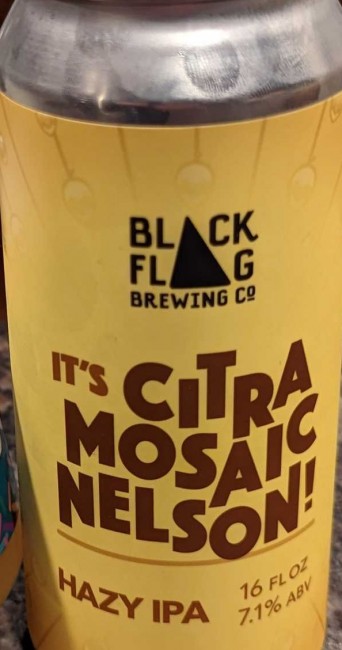 BLACK
FLAG
BREWING CO
IT'S CITRA
MOSAIC
NELSON!
HAZY IPA
16 FL OZ
7.1% ABV